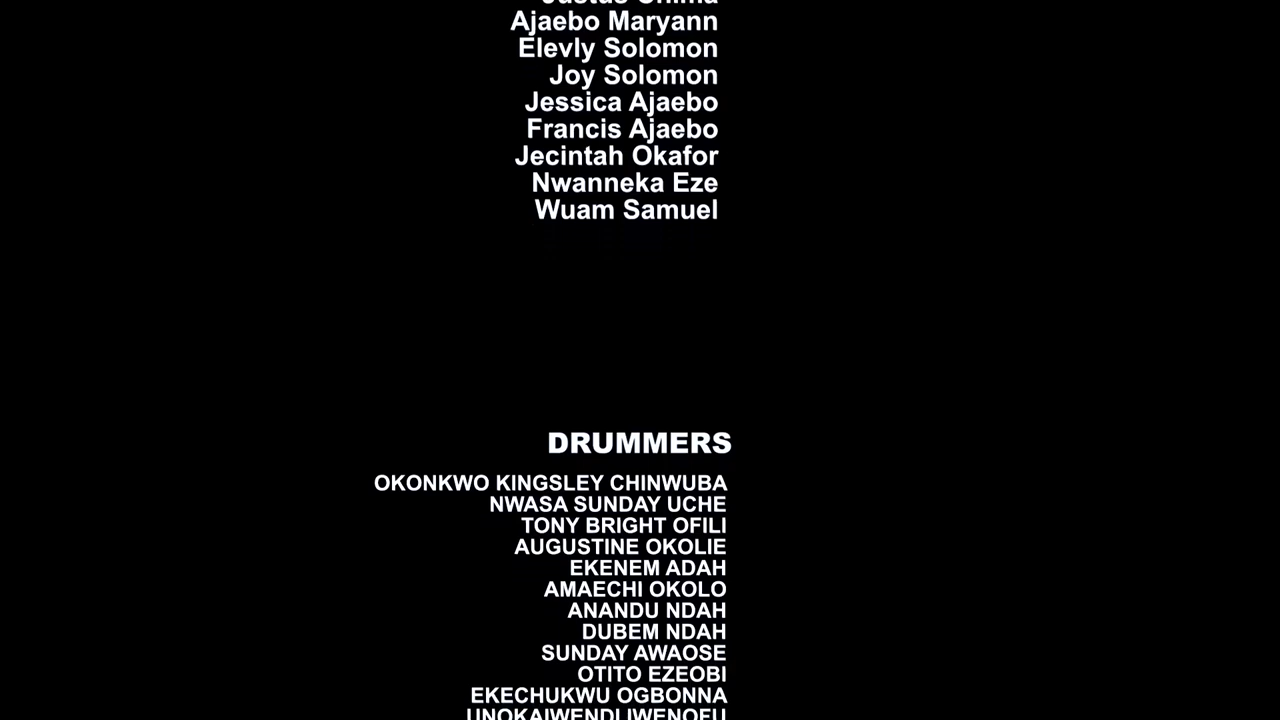 Ajaebo Maryann
Elevly Solomon
Joy Solomon
Jessica Ajaebo
Francis Ajaebo
Jecintah Okafor
Nwanneka Eze
Wuam Samuel
DRUMMERS
OKONKWO KINGSLEY CHINWUBA
NWASA SUNDAY UCHE
TONY BRIGHT OFILI
AUGUSTINE OKOLIE
EKENEM ADAH
AMAECHI OKOLO
ANANDU NDAH
DUBEM NDAH
SUNDAY AWAOSE
OTITO EZEOBI
EKECHUKWU OGBONNA